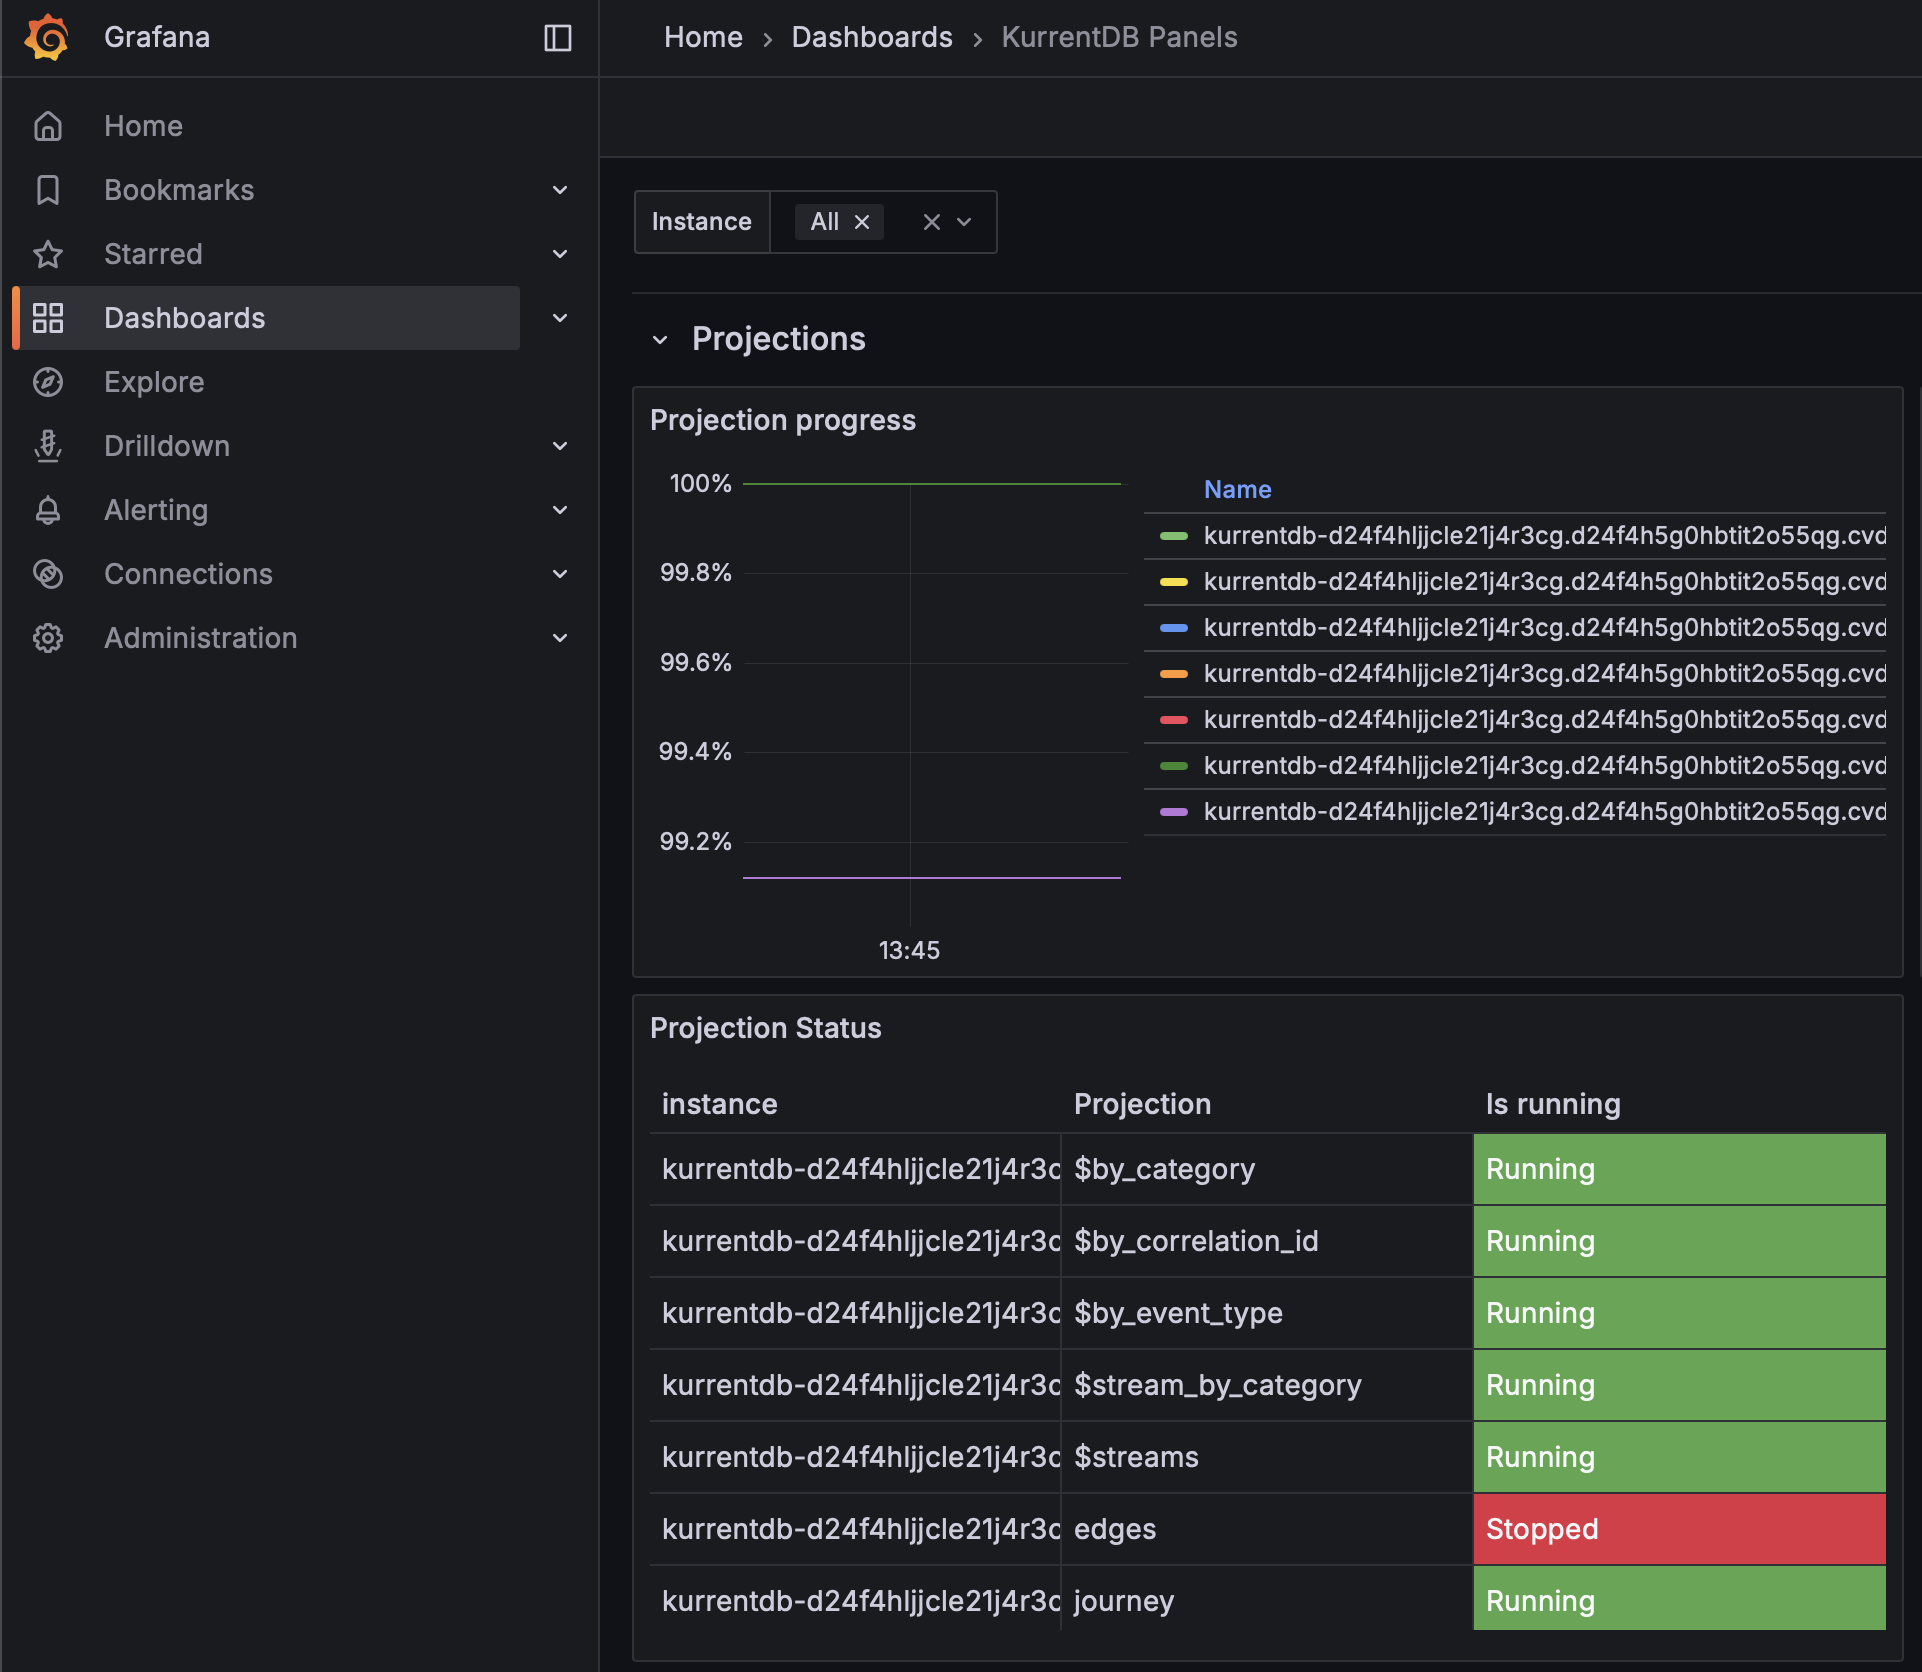 Grafana
Home
Bookmarks
Starred
Dashboards
Explore
Drilldown
Alerting
Connections
Administration
Home › Dashboards › KurrentDB Panels
Instance All
Projections
Projection progress
100%
99.8%
99.6%
99.4%
99.2%
13:45
Name
kurrentdb-d24f4hljjcle21j4r3cg.d24f4h5g0hbtit2o55qg.cvd
kurrentdb-d24f4hljjcle21j4r3cg.d24f4h5g0hbtit2o55qg.cvd
kurrentdb-d24f4hljjcle21j4r3cg.d24f4h5g0hbtit2o55qg.cvd
kurrentdb-d24f4hljjcle21j4r3cg.d24f4h5g0hbtit2o55qg.cvd
kurrentdb-d24f4hljjcle21j4r3cg.d24f4h5g0hbtit2o55qg.cvd
kurrentdb-d24f4hljjcle21j4r3cg.d24f4h5g0hbtit2o55qg.cvd
kurrentdb-d24f4hljjcle21j4r3cg.d24f4h5g0hbtit2o55qg.cvd
Projection Status
instance Projection Is running
kurrentdb-d24f4hljjcle21j4r3c $by_category Running
kurrentdb-d24f4hljjcle21j4r3c $by_correlation_id Running
kurrentdb-d24f4hljjcle21j4r3c $by_event_type Running
kurrentdb-d24f4hljjcle21j4r3c $stream_by_category Running
kurrentdb-d24f4hljjcle21j4r3c $streams Running
kurrentdb-d24f4hljjcle21j4r3c edges Stopped
kurrentdb-d24f4hljjcle21j4r3c journey Running